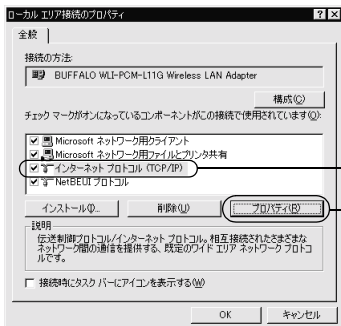 ローカル エリア接続のプロパティ
全般
接続の方法:
BUFFALO WLI-PCM-L11G Wireless LAN Adapter
構成(C)
チェック マークがオンになっているコンポーネントがこの接続で使用されています(O):
Microsoft ネットワーク用クライアント
Microsoft ネットワーク用ファイルとプリンタ共有
インターネット プロトコル (TCP/IP)
NetBEUI プロトコル
インストール(I)...
削除(U)
プロパティ(R)
説明
伝送制御プロトコル/インターネット プロトコル。相互接続されたさまざまな
ネットワーク間の通信を提供する、既定のワイド エリア ネットワーク プロトコ
ルです。
接続時にタスク バーにアイコンを表示する(W)
OK
キャンセル